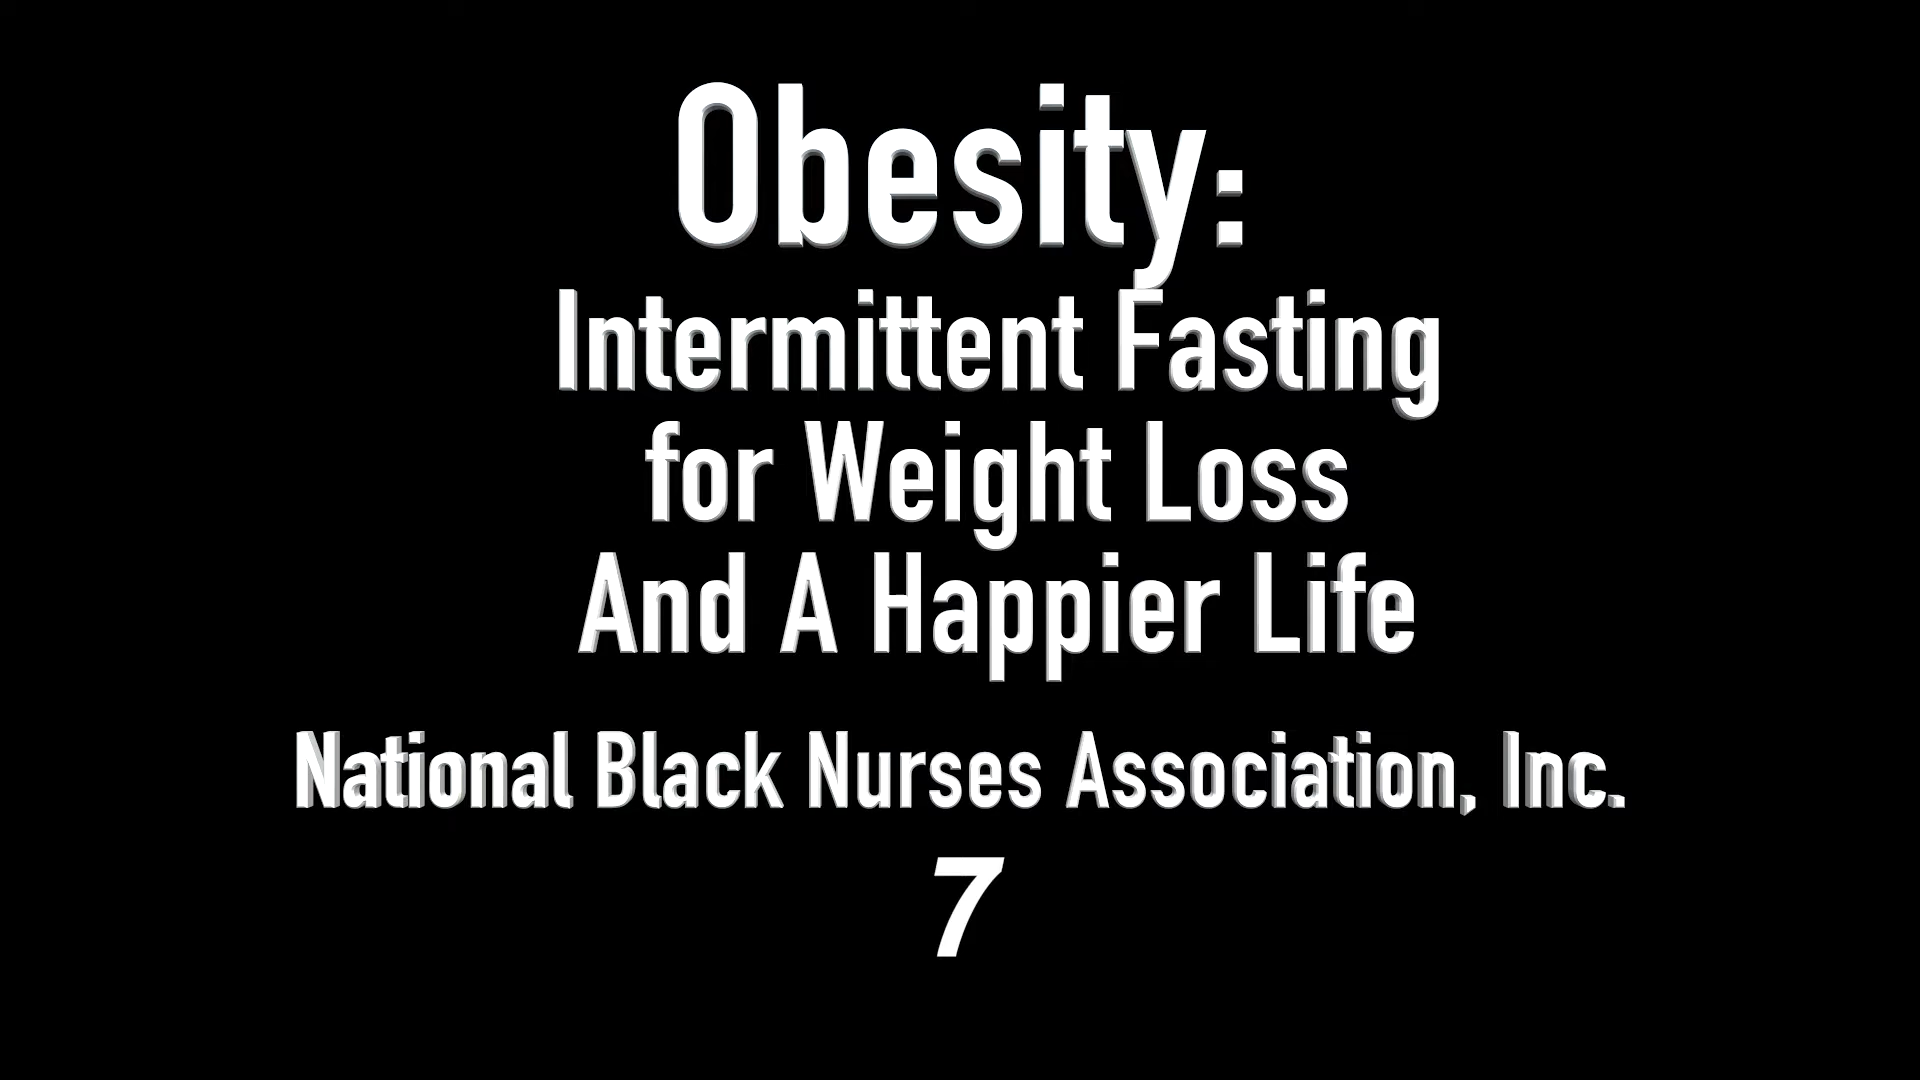 Obesity:
Intermittent Fasting
for Weight Loss
And A Happier Life
National Black Nurses Association, Inc.
7